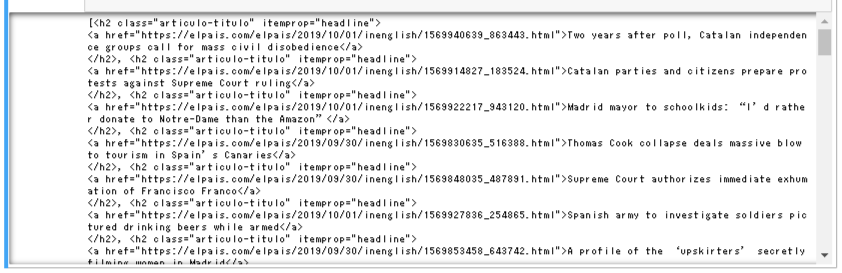 [<h2 class="articulo-titulo" itemprop="headline">
<a href="https://elpais.com/elpais/2019/10/01/inenglish/1569940639_863443.html">Two years after poll, Catalan independen
ce groups call for mass civil disobedience</a>
</h2>, <h2 class="articulo-titulo" itemprop="headline">
<a href="https://elpais.com/elpais/2019/10/01/inenglish/1569914827_183524.html">Catalan parties and citizens prepare pro
tests against Supreme Court ruling</a>
</h2>, <h2 class="articulo-titulo" itemprop="headline">
<a href="https://elpais.com/elpais/2019/10/01/inenglish/1569922217_943120.html">Madrid mayor to schoolkids: “I’d rathe
r donate to Notre-Dame than the Amazon”</a>
</h2>, <h2 class="articulo-titulo" itemprop="headline">
<a href="https://elpais.com/elpais/2019/09/30/inenglish/1569830635_516388.html">Thomas Cook collapse deals massive blow
to tourism in Spain’s Canaries</a>
</h2>, <h2 class="articulo-titulo" itemprop="headline">
<a href="https://elpais.com/elpais/2019/09/30/inenglish/1569848035_487891.html">Supreme Court authorizes immediate exhum
ation of Francisco Franco</a>
</h2>, <h2 class="articulo-titulo" itemprop="headline">
<a href="https://elpais.com/elpais/2019/10/01/inenglish/1569927836_254865.html">Spanish army to investigate soldiers pic
tured drinking beers while armed</a>
</h2>, <h2 class="articulo-titulo" itemprop="headline">
<a href="https://elpais.com/elpais/2019/09/30/inenglish/1569853458_643742.html">A profile of the ‘upskirters’ secretly
filming women in Madrid</a>